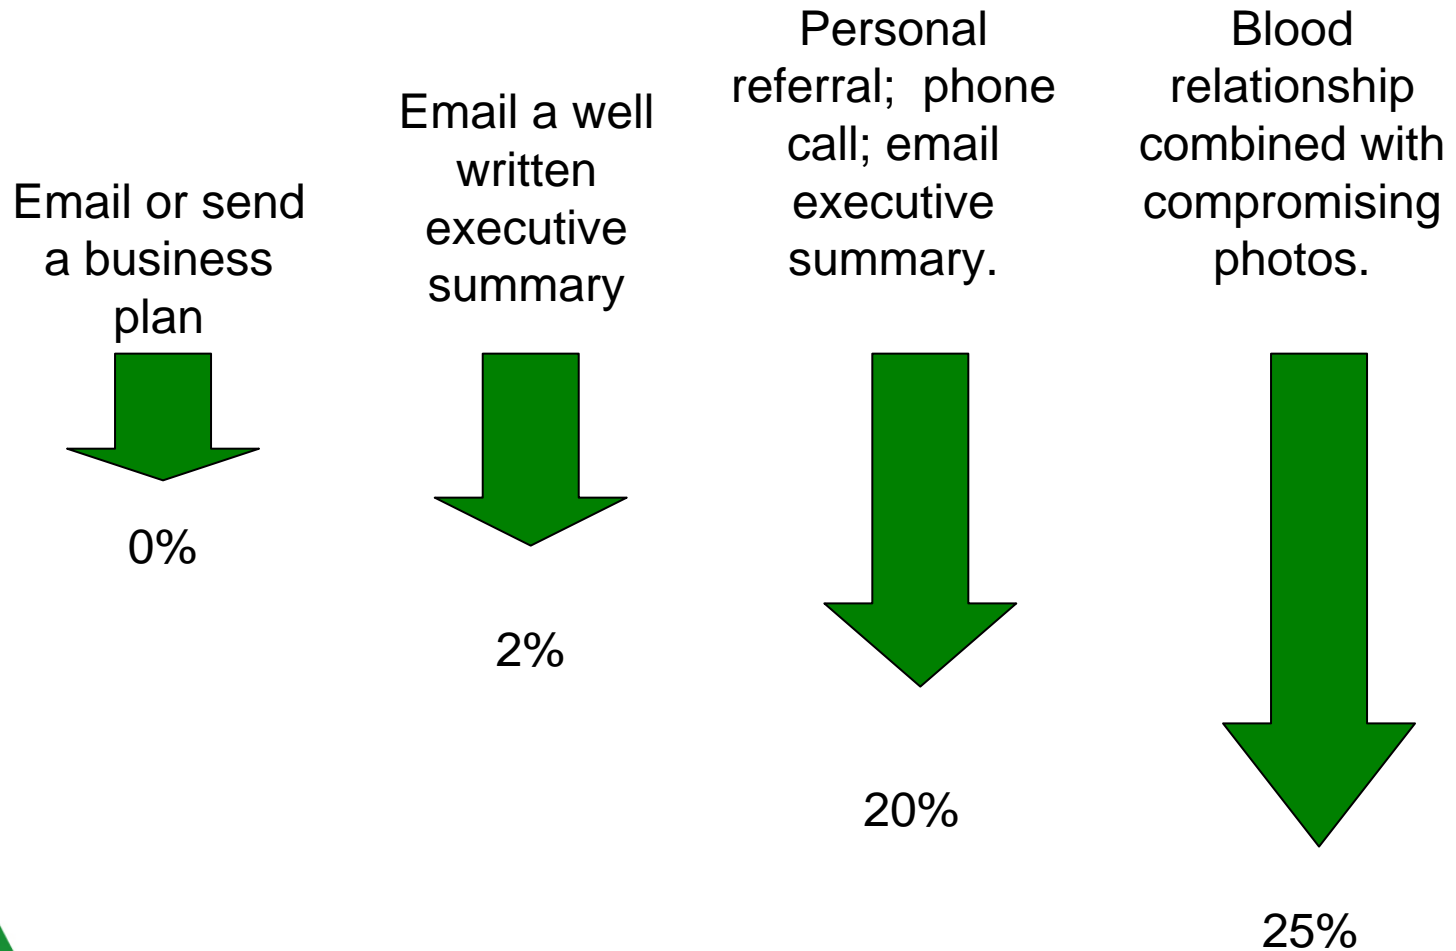 Email or send
a business
plan
0%
Email a well
written
executive
summary
2%
Personal
referral;  phone
call; email
executive
summary.
20%
Blood
relationship
combined with
compromising
photos.
25%